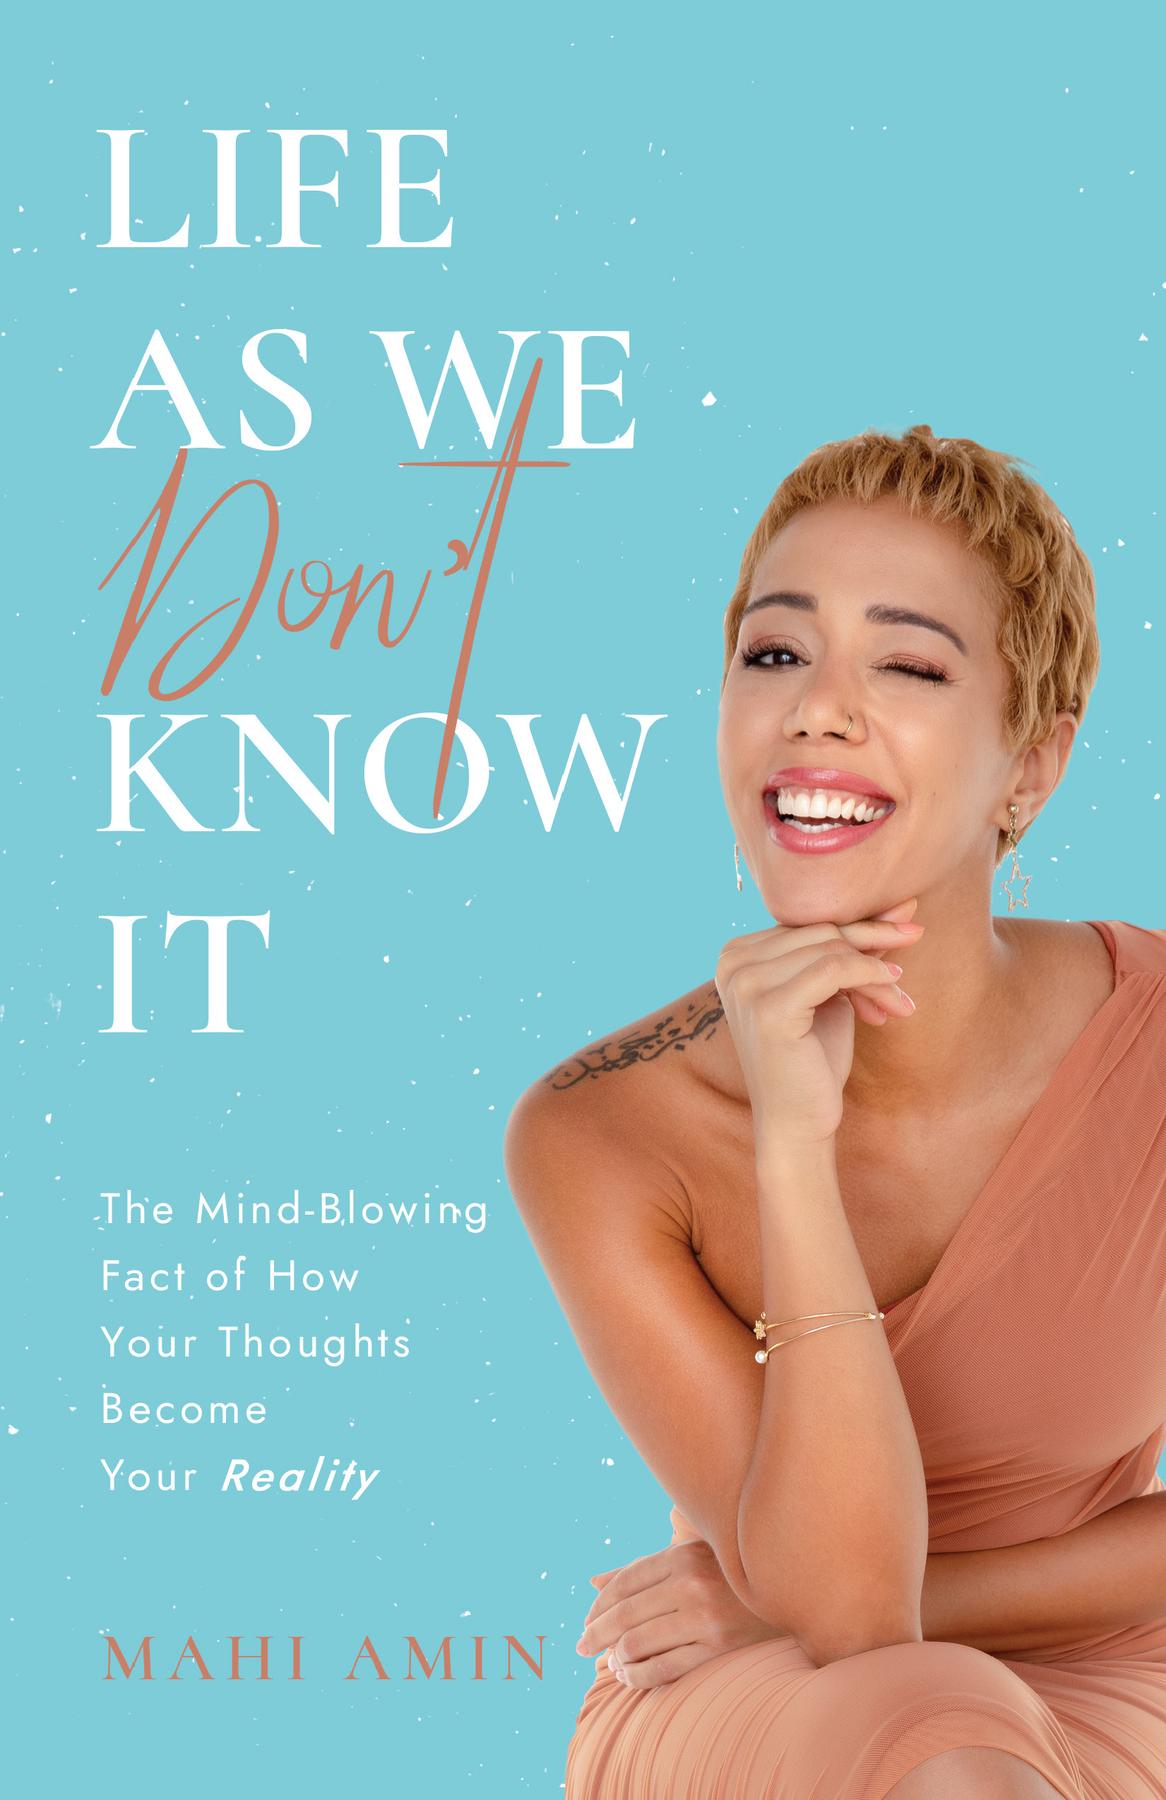 LIFE
AS WE
Don't
KNOW
IT
The Mind-Blowing
Fact of How
Your Thoughts
Become
Your Reality
MAHI AMIN